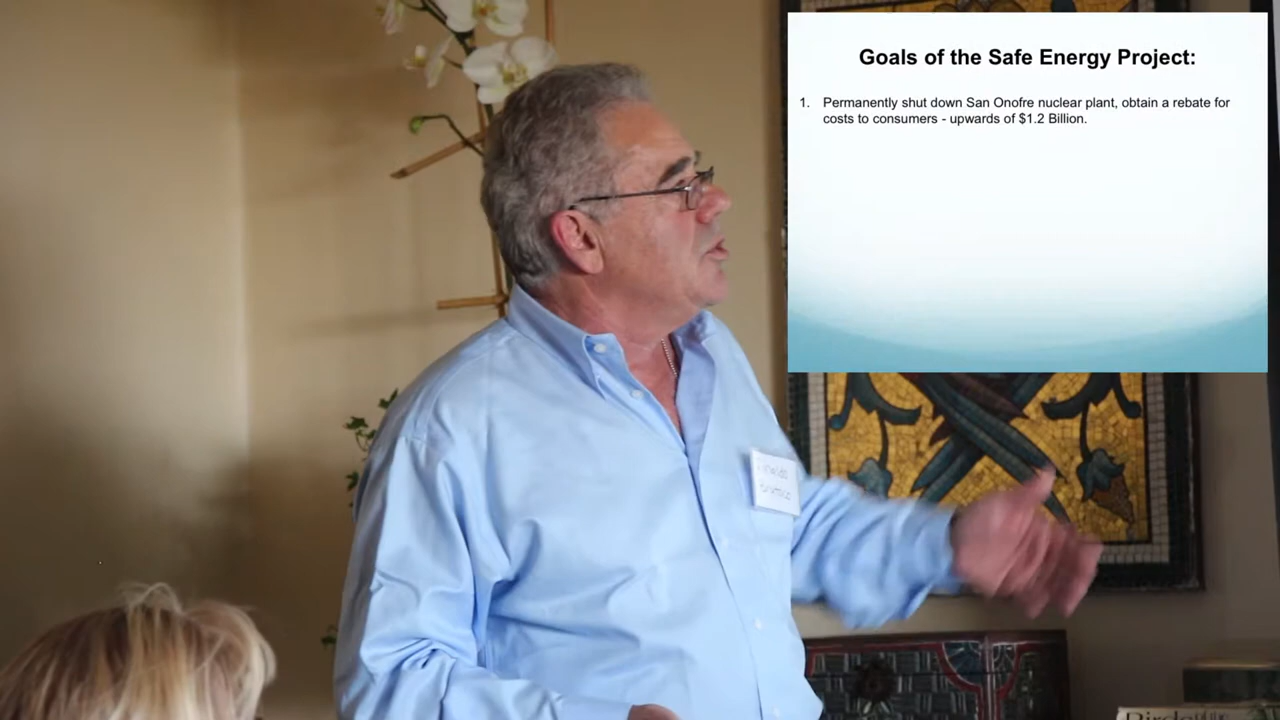 Goals of the Safe Energy Project:
1. Permanently shut down San Onofre nuclear plant, obtain a rebate for
costs to consumers - upwards of $1.2 Billion.